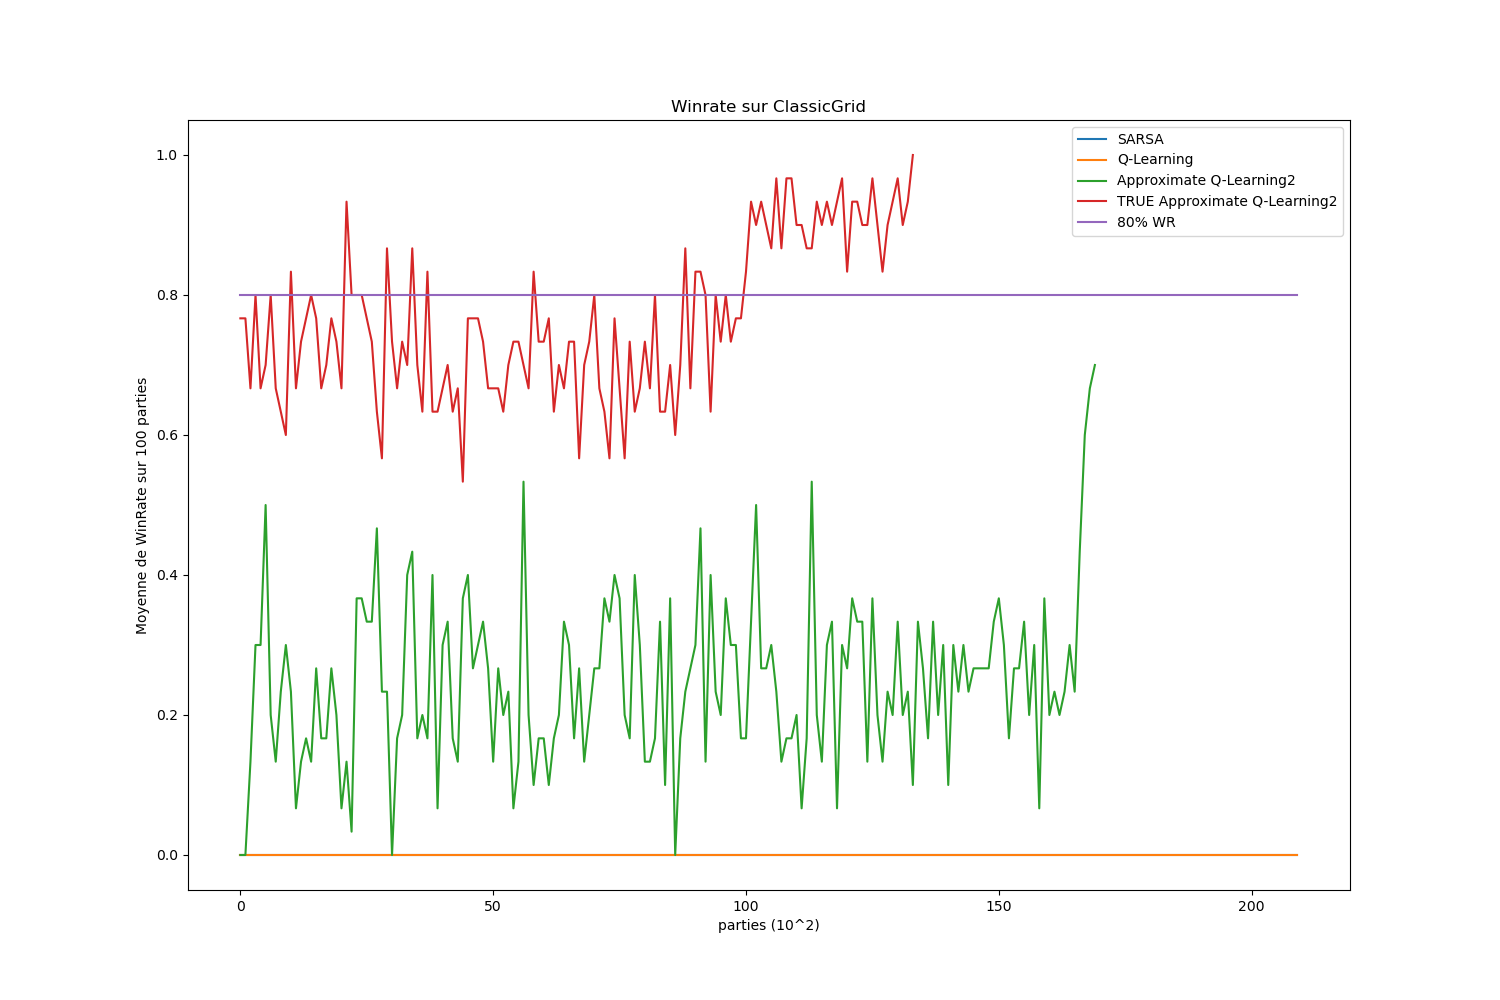 Winrate sur ClassicGrid
SARSA
Q-Learning
Approximate Q-Learning2
TRUE Approximate Q-Learning2
80% WR
Moyenne de WinRate sur 100 parties
1.0
0.8
0.6
0.4
0.2
0.0
0 50 100 150 200
parties (10^2)